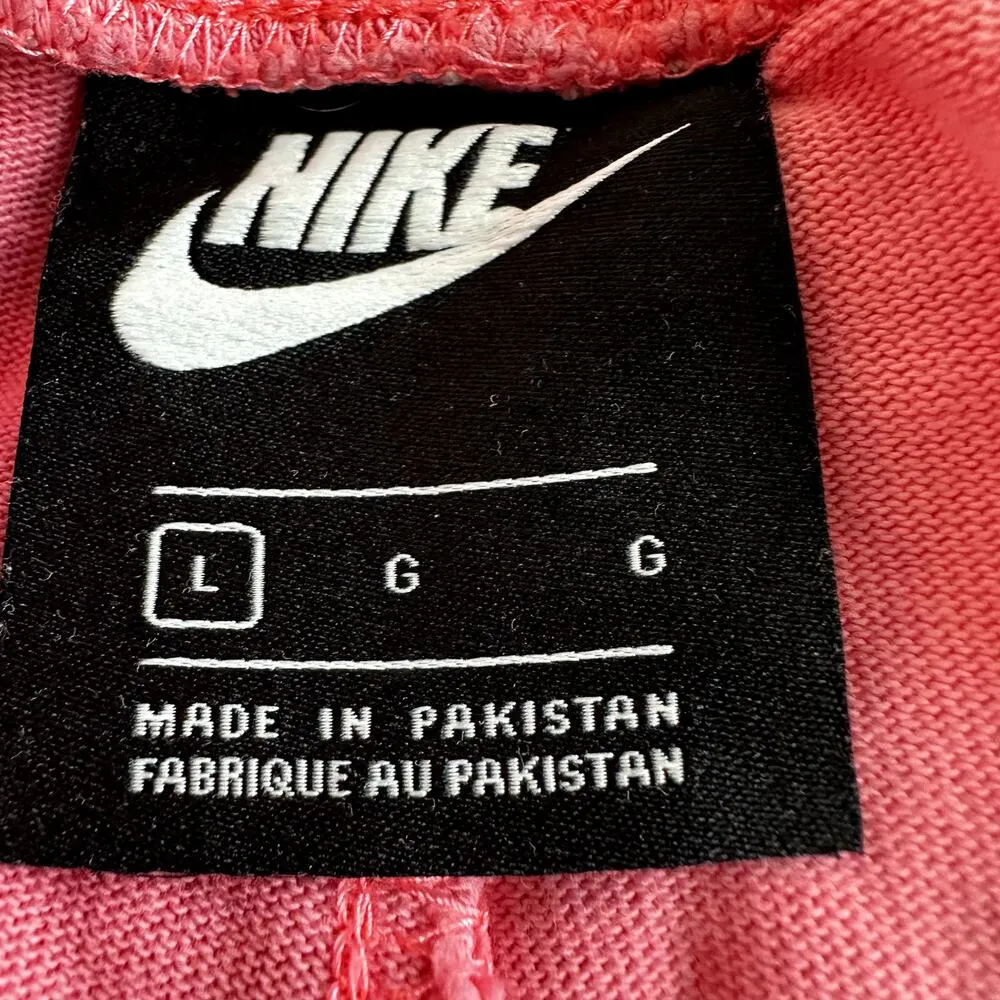 NIKE
L G G
MADE IN PAKISTAN
FABRIQUE AU PAKISTAN